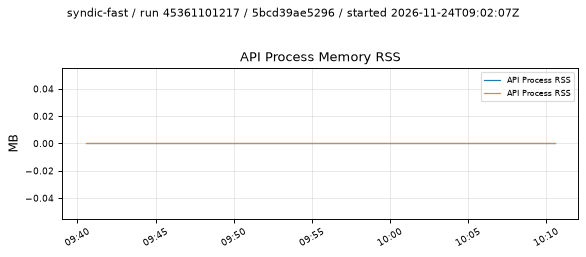 syndic-fast / run 45361101217 / 5bcd39ae5296 / started 2026-11-24T09:02:07Z
API Process Memory RSS
API Process RSS
API Process RSS
MB
0.04
0.02
0.00
−0.02
−0.04
09:40
09:45
09:50
09:55
10:00
10:05
10:10